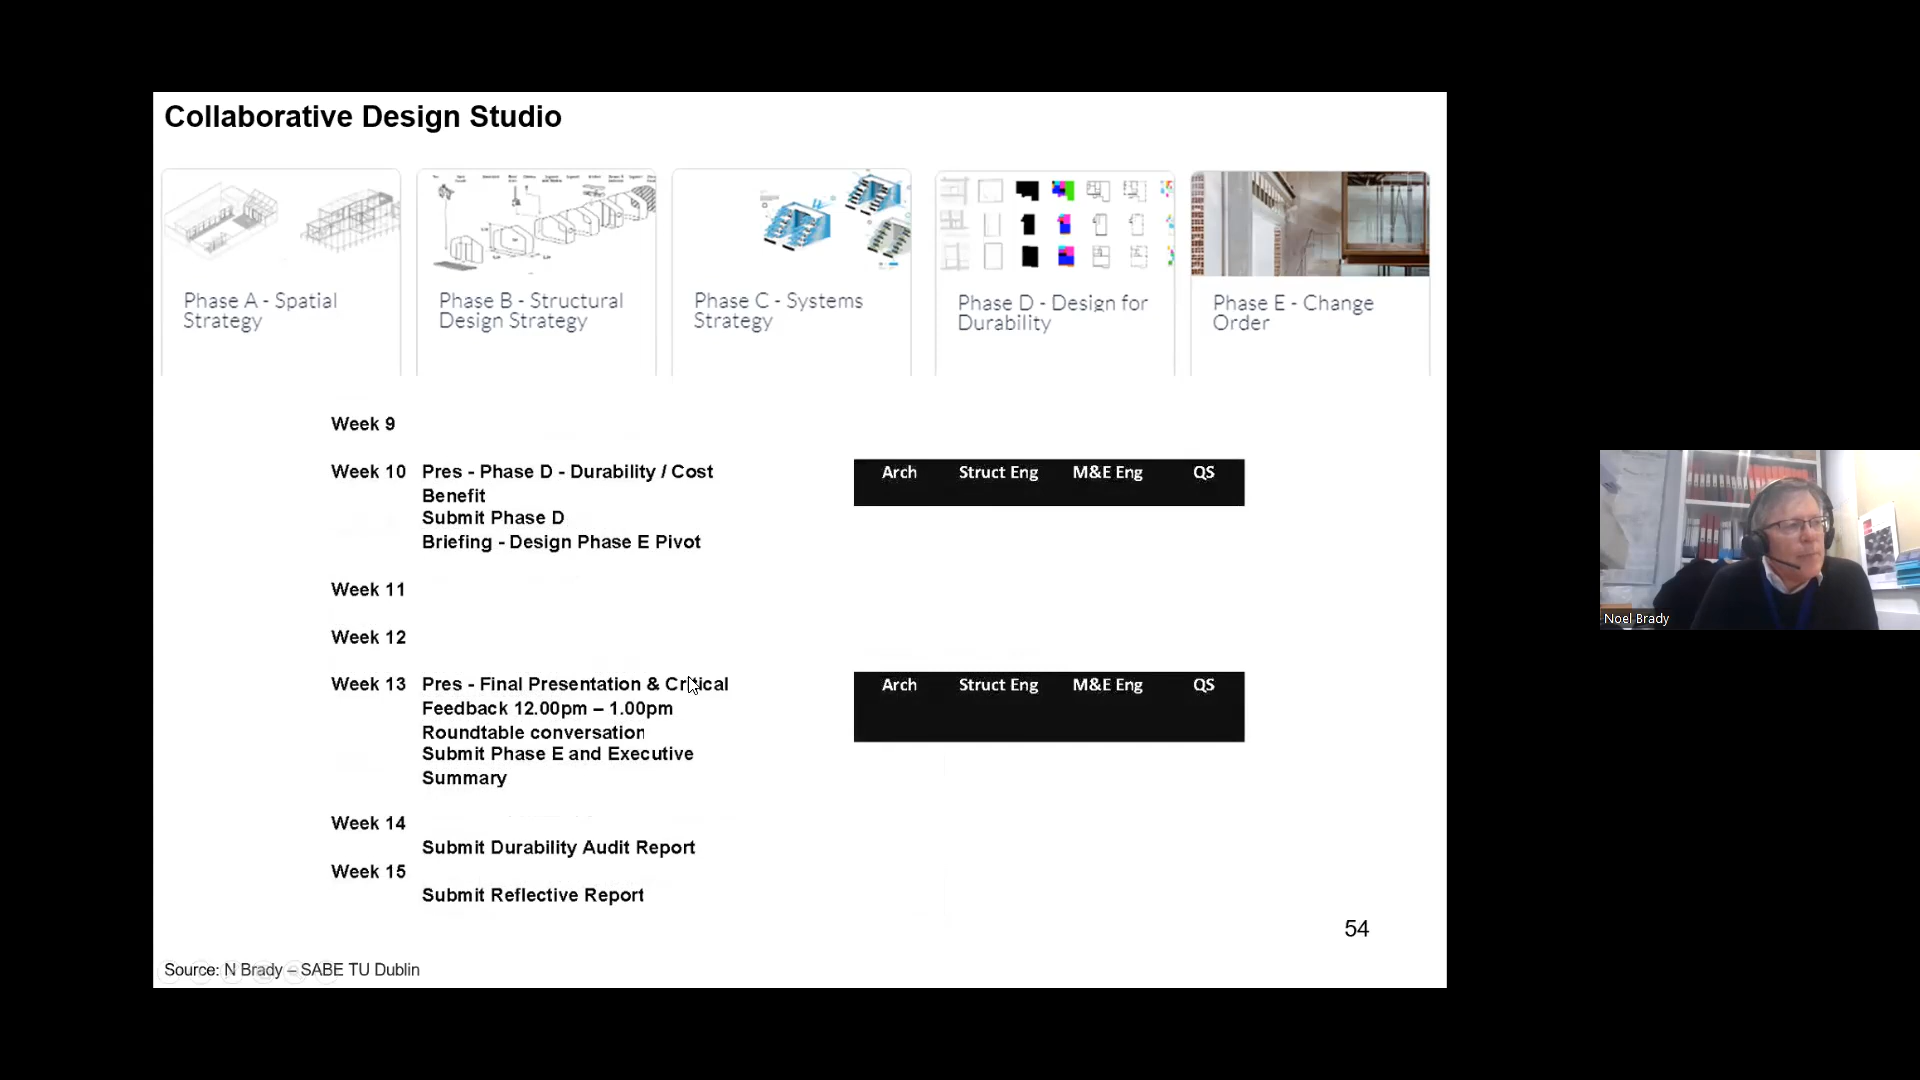 Collaborative Design Studio
Phase A - Spatial
Strategy
Phase B - Structural
Design Strategy
Phase C - Systems
Strategy
Phase D - Design for
Durability
Phase E - Change
Order
Week 9
Week 10 Pres - Phase D - Durability / Cost
Benefit
Submit Phase D
Briefing - Design Phase E Pivot
Arch Struct Eng M&E Eng QS
Week 11
Week 12
Week 13 Pres - Final Presentation & Critical
Feedback 12.00pm – 1.00pm
Roundtable conversation
Submit Phase E and Executive
Summary
Arch Struct Eng M&E Eng QS
Week 14
Submit Durability Audit Report
Week 15
Submit Reflective Report
54
Source: N Brady – SABE TU Dublin
Noel Brady